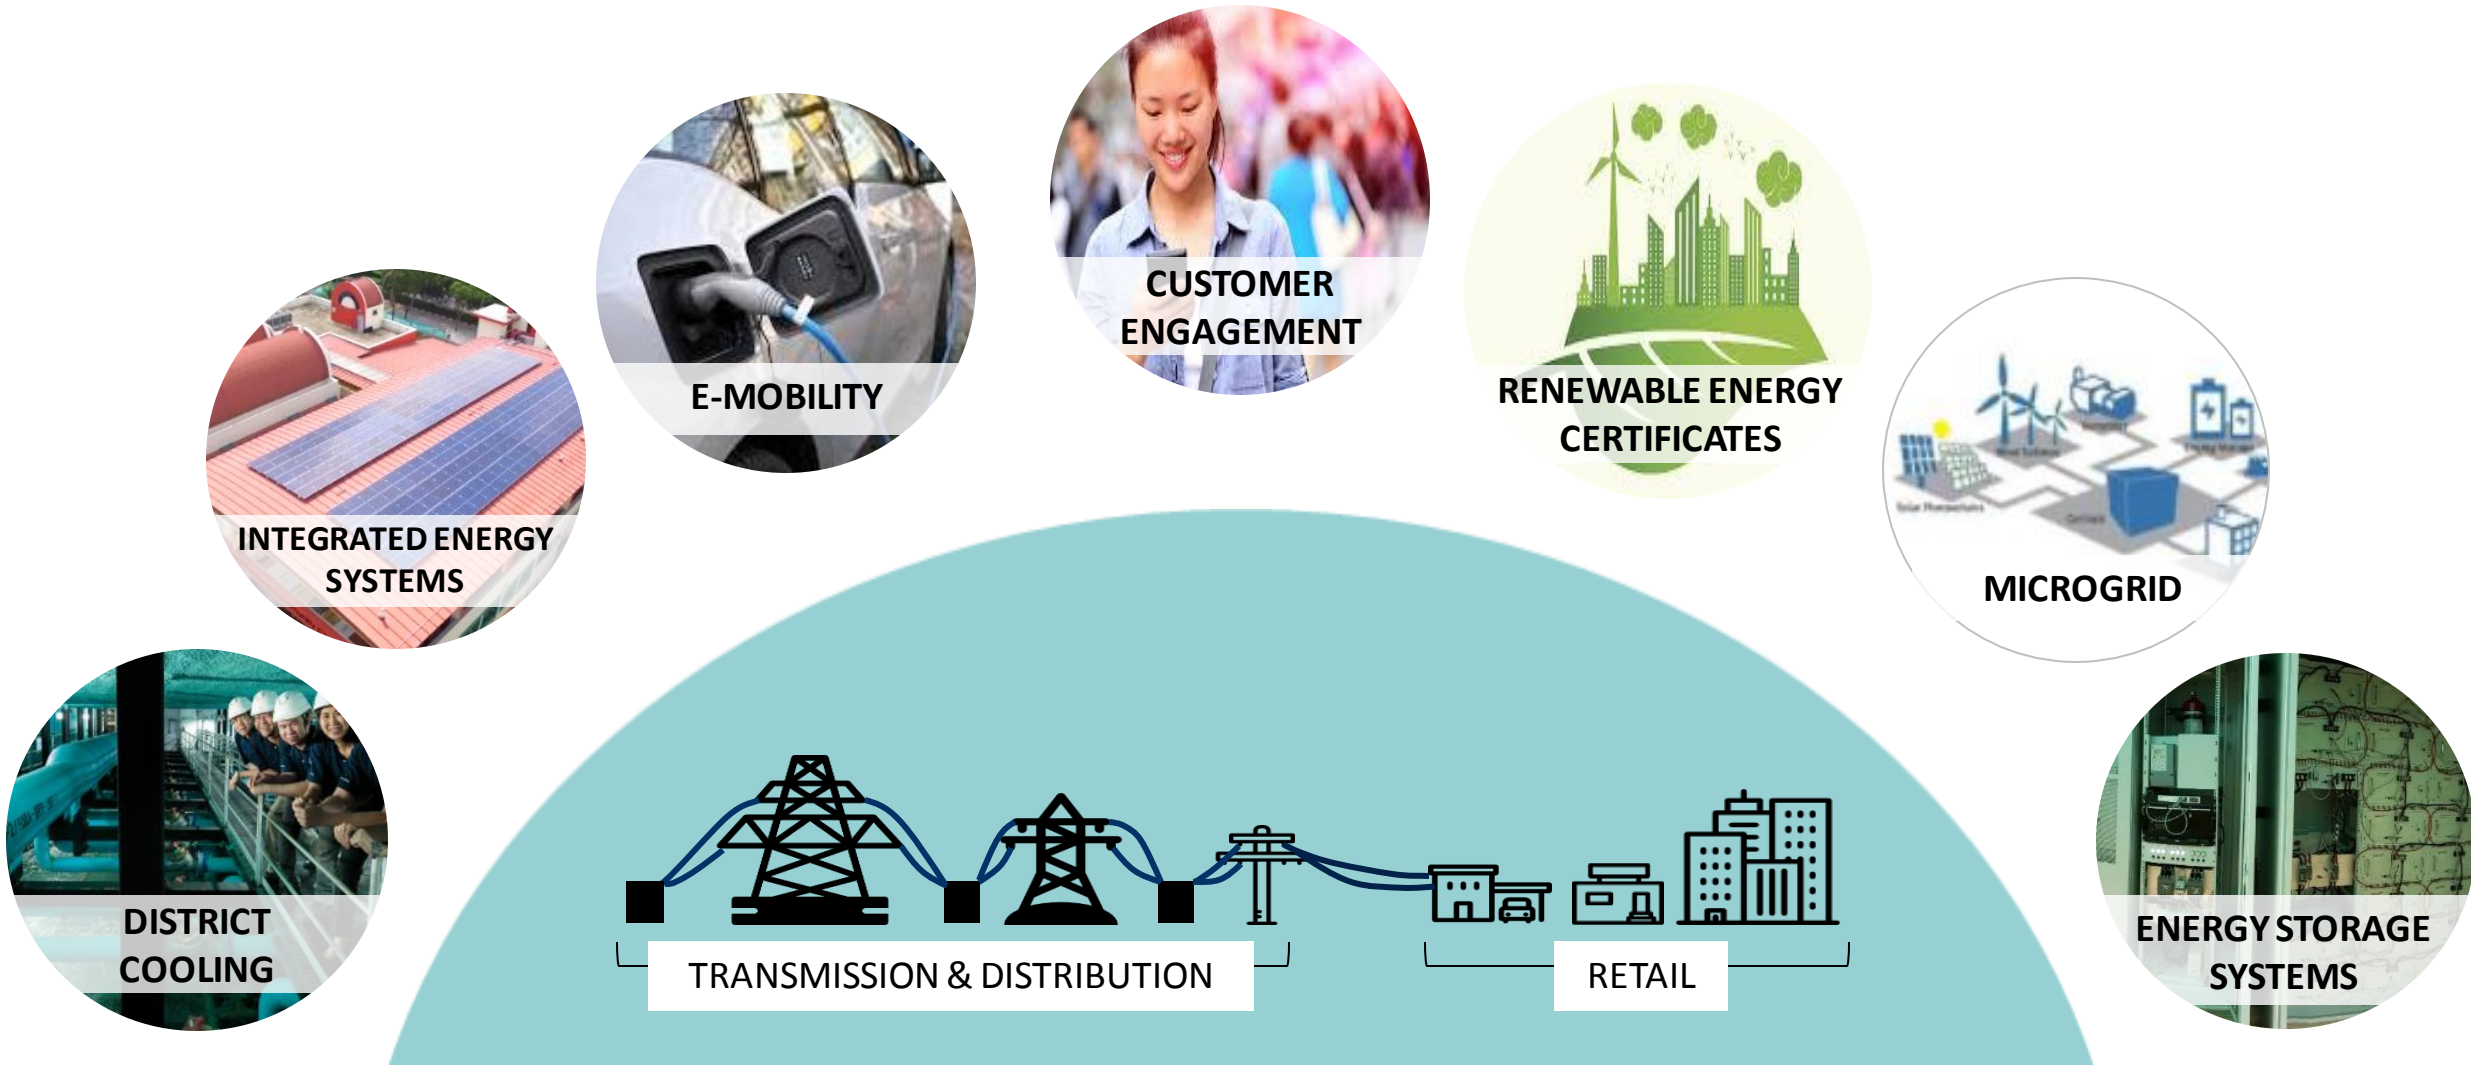 CUSTOMER
ENGAGEMENT
E-MOBILITY
RENEWABLE ENERGY
CERTIFICATES
INTEGRATED ENERGY
SYSTEMS
MICROGRID
DISTRICT
COOLING
ENERGY STORAGE
SYSTEMS
TRANSMISSION & DISTRIBUTION
RETAIL